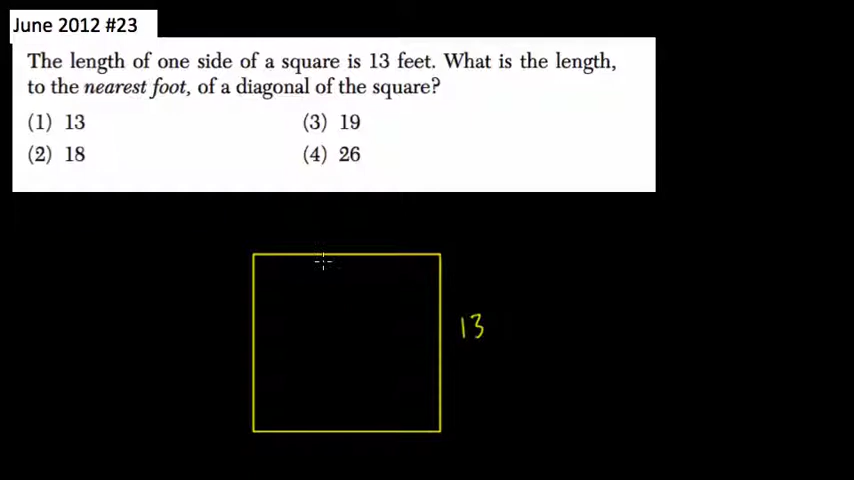 June 2012 #23
The length of one side of a square is 13 feet. What is the length,
to the nearest foot, of a diagonal of the square?
(1) 13 (3) 19
(2) 18 (4) 26
13